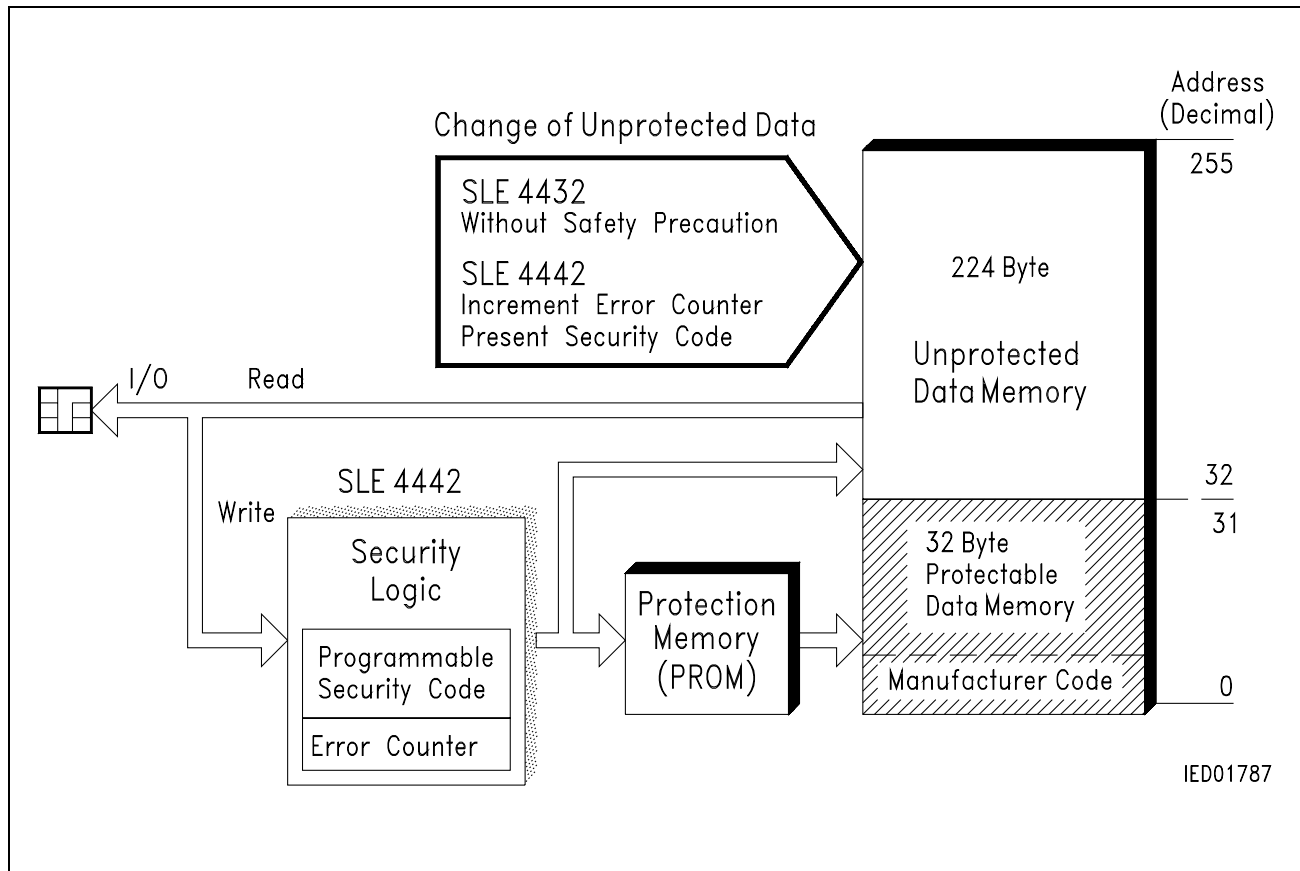 Address
(Decimal)
Change of Unprotected Data
255
SLE 4432
Without Safety Precaution
SLE 4442
Increment Error Counter
Present Security Code
224 Byte
Unprotected
Data Memory
I/O
Read
32
31
SLE 4442
Write
Security
Logic
Programmable
Security Code
Error Counter
Protection
Memory
(PROM)
32 Byte
Protectable
Data Memory
Manufacturer Code
0
IED01787